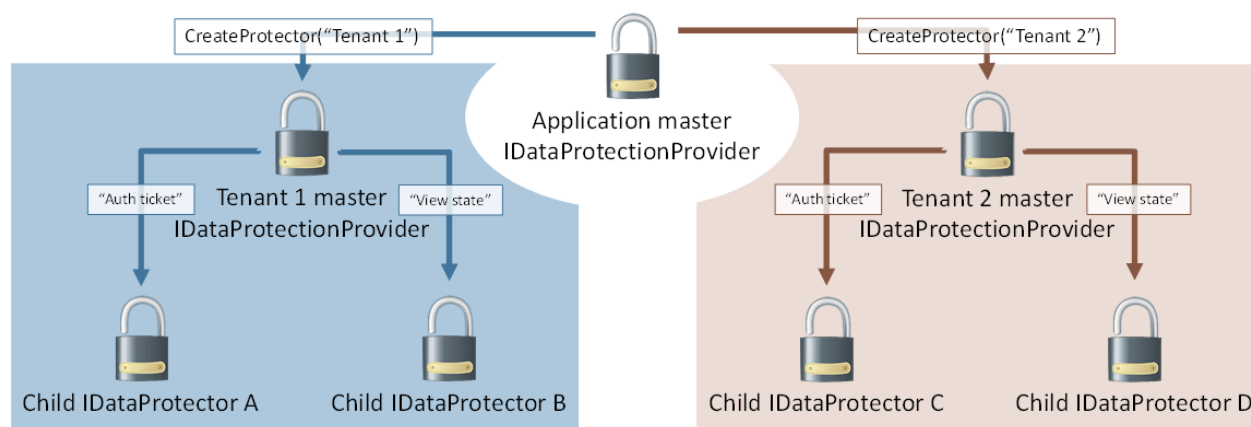 CreateProtector(“Tenant 1”)
CreateProtector(“Tenant 2”)
Application master
IDataProtectionProvider
“Auth ticket”
“View state”
Tenant 1 master
IDataProtectionProvider
“Auth ticket”
“View state”
Tenant 2 master
IDataProtectionProvider
Child IDataProtector A
Child IDataProtector B
Child IDataProtector C
Child IDataProtector D